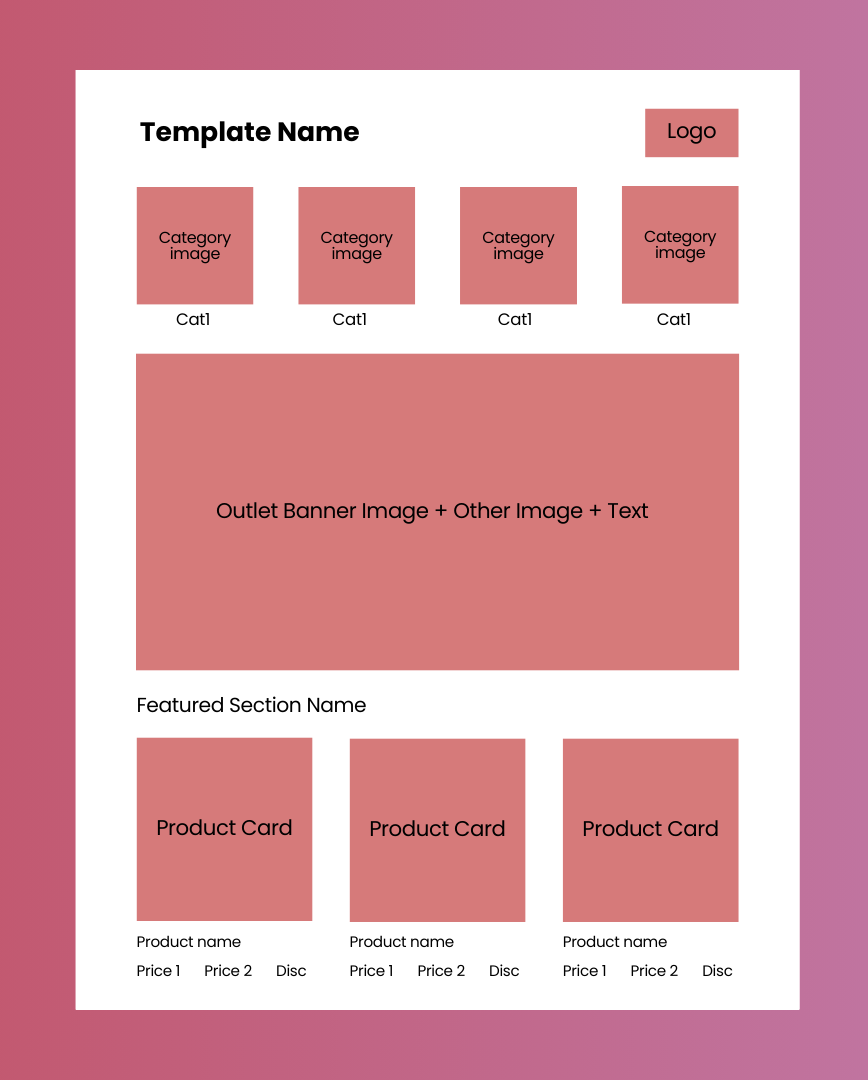 Template Name
Logo
Category
image
Category
image
Category
image
Category
image
Cat1
Cat1
Cat1
Cat1
Outlet Banner Image + Other Image + Text
Featured Section Name
Product Card
Product Card
Product Card
Product name
Product name
Product name
Price 1 Price 2 Disc
Price 1 Price 2 Disc
Price 1 Price 2 Disc